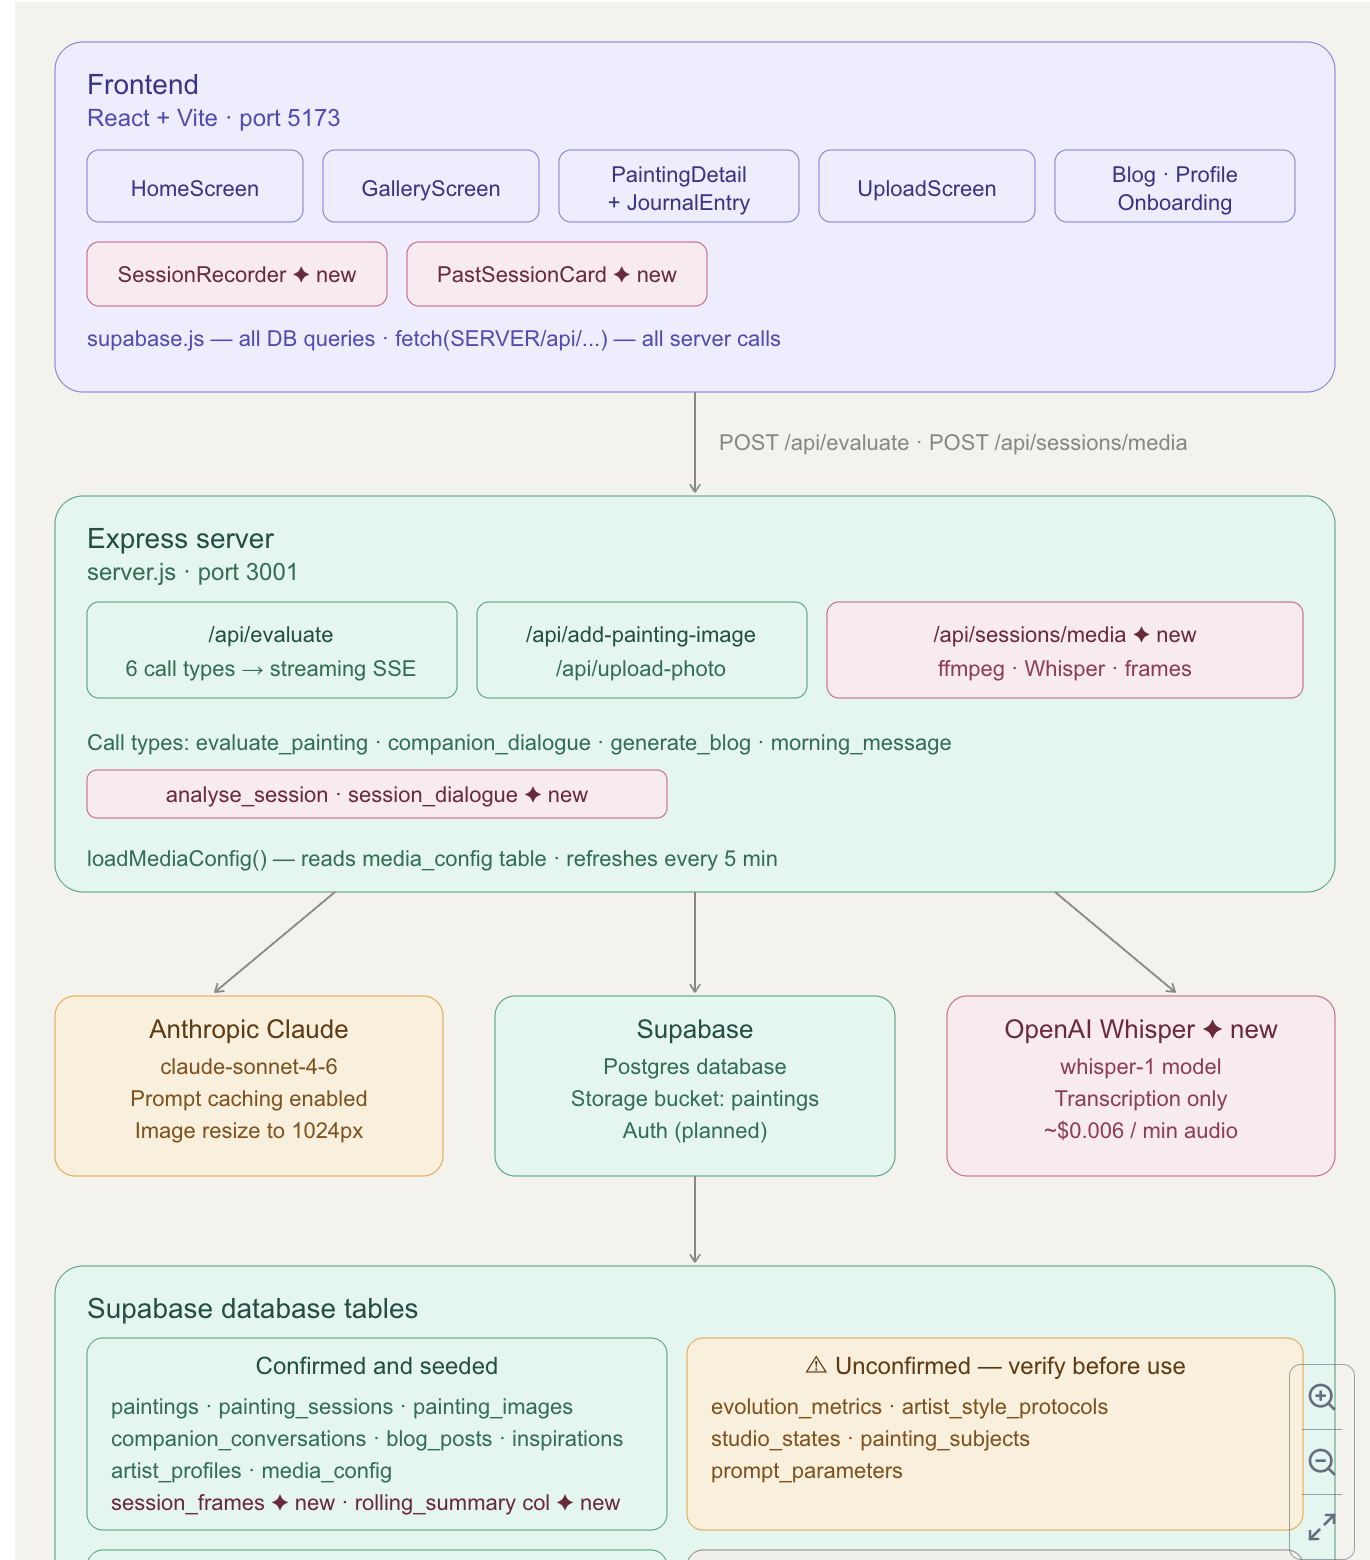 Frontend
React + Vite · port 5173
HomeScreen
GalleryScreen
PaintingDetail
+ JournalEntry
UploadScreen
Blog · Profile
Onboarding
SessionRecorder ✦ new
PastSessionCard ✦ new
supabase.js — all DB queries · fetch(SERVER/api/...) — all server calls
POST /api/evaluate · POST /api/sessions/media
Express server
server.js · port 3001
/api/evaluate
6 call types → streaming SSE
/api/add-painting-image
/api/upload-photo
/api/sessions/media ✦ new
ffmpeg · Whisper · frames
Call types: evaluate_painting · companion_dialogue · generate_blog · morning_message
analyse_session · session_dialogue ✦ new
loadMediaConfig() — reads media_config table · refreshes every 5 min
Anthropic Claude
claude-sonnet-4-6
Prompt caching enabled
Image resize to 1024px
Supabase
Postgres database
Storage bucket: paintings
Auth (planned)
OpenAI Whisper ✦ new
whisper-1 model
Transcription only
~$0.006 / min audio
Supabase database tables
Confirmed and seeded
paintings · painting_sessions · painting_images
companion_conversations · blog_posts · inspirations
artist_profiles · media_config
session_frames ✦ new · rolling_summary col ✦ new
⚠ Unconfirmed — verify before use
evolution_metrics · artist_style_protocols
studio_states · painting_subjects
prompt_parameters